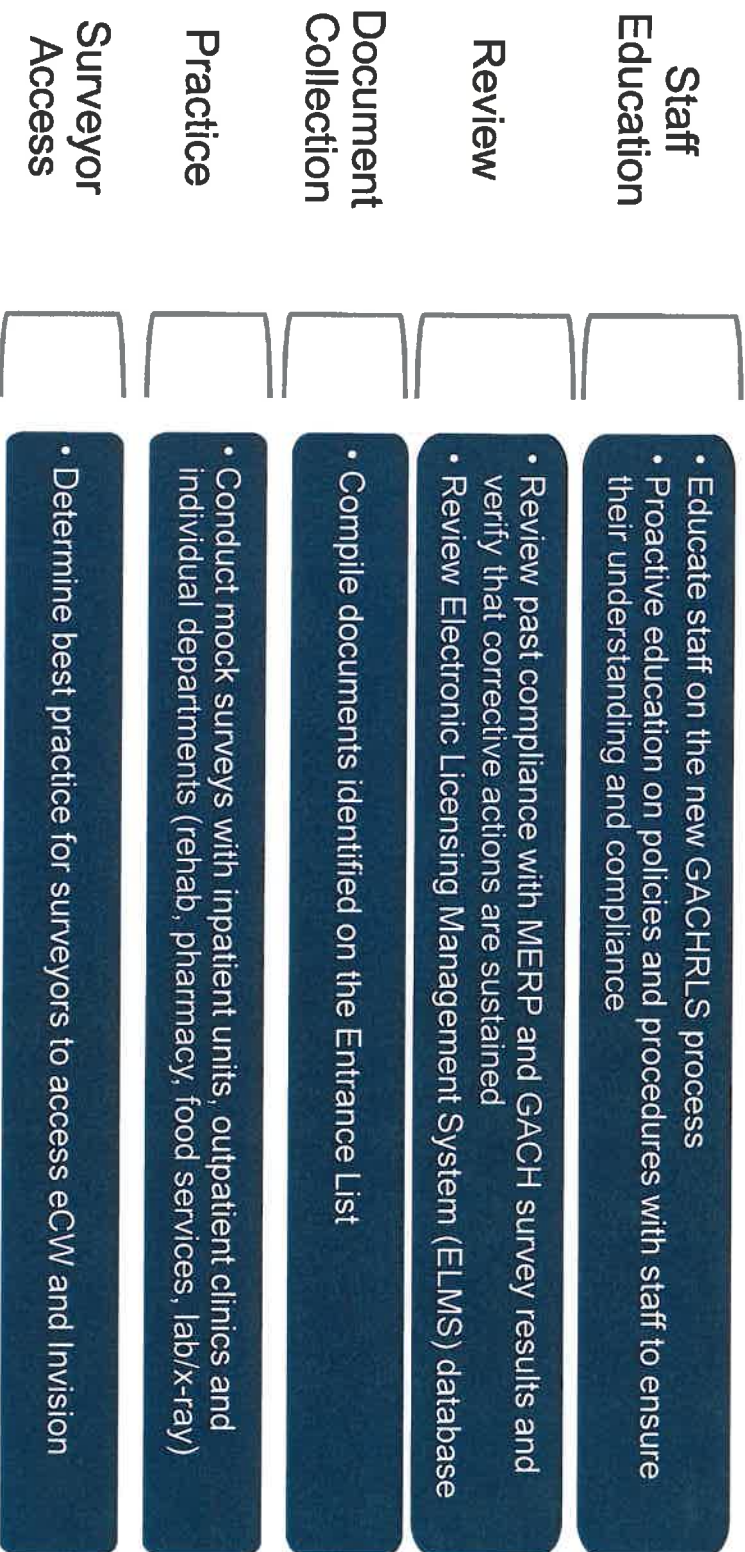 Staff
Education
• Educate staff on the new GACHRLS process
• Proactive education on policies and procedures with staff to ensure
their understanding and compliance
Review
• Review past compliance with MERP and GACH survey results and
verify that corrective actions are sustained
• Review Electronic Licensing Management System (ELMS) database
Document
Collection
• Compile documents identified on the Entrance List
Practice
• Conduct mock surveys with inpatient units, outpatient clinics and
individual departments (rehab, pharmacy, food services, lab/x-ray)
Surveyor
Access
• Determine best practice for surveyors to access eCW and Invision